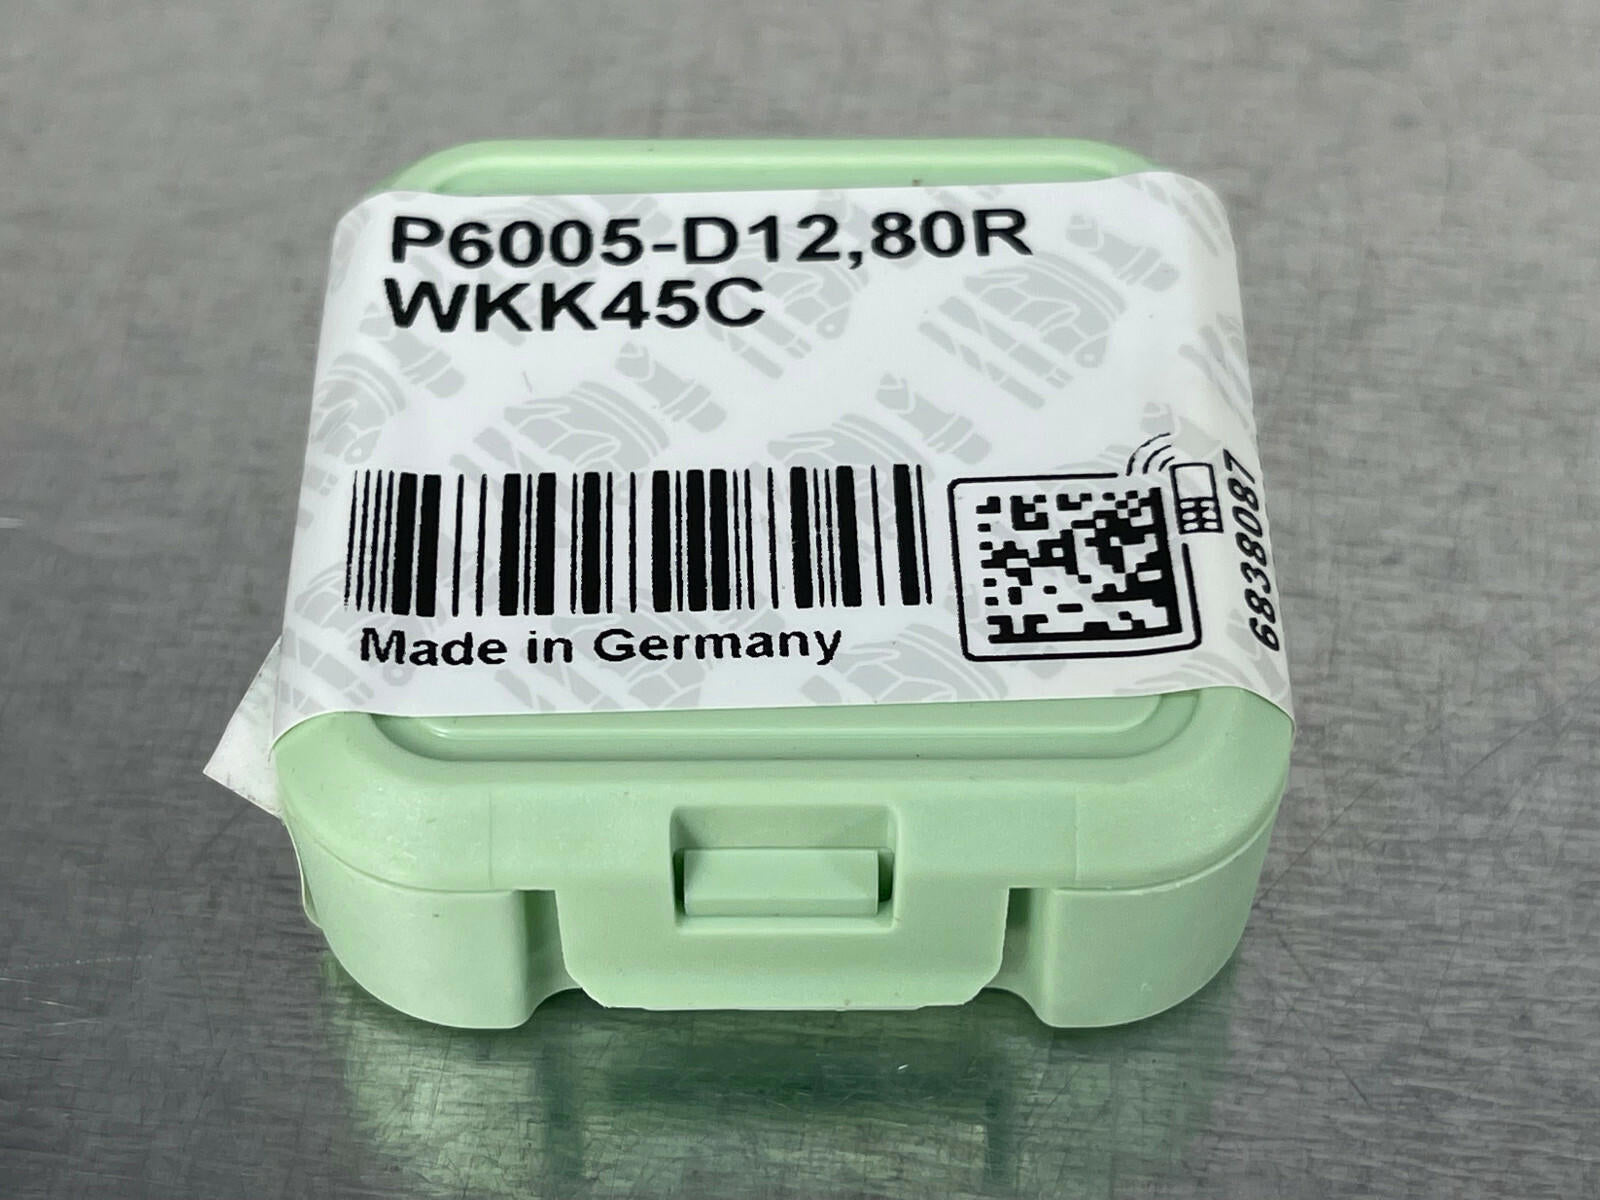 P6005-D12,80R
WKK45C
Made in Germany
6838087